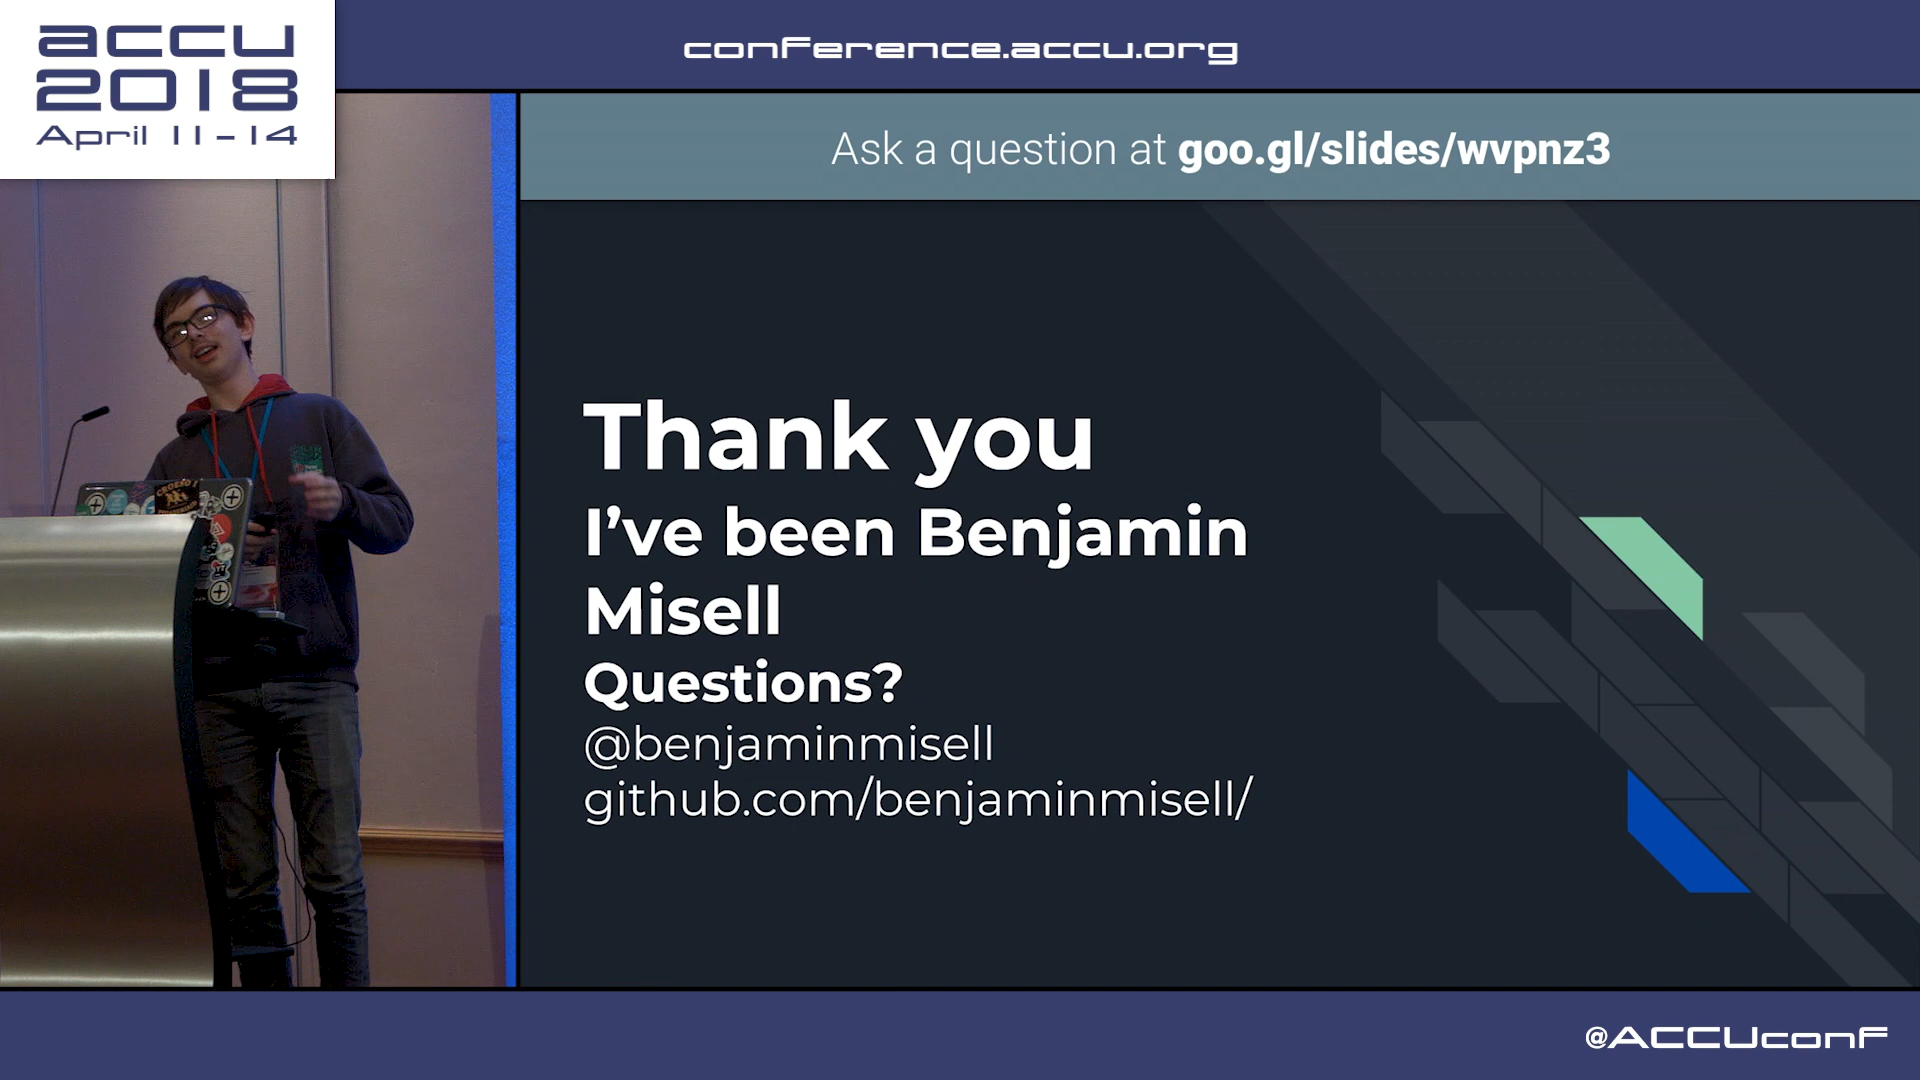 accu
2018
April 11-14
conference.accu.org
Ask a question at goo.gl/slides/wvpnz3
Thank you
I’ve been Benjamin
Misell
Questions?
@benjaminmisell
github.com/benjaminmisell/
@ACCUconf